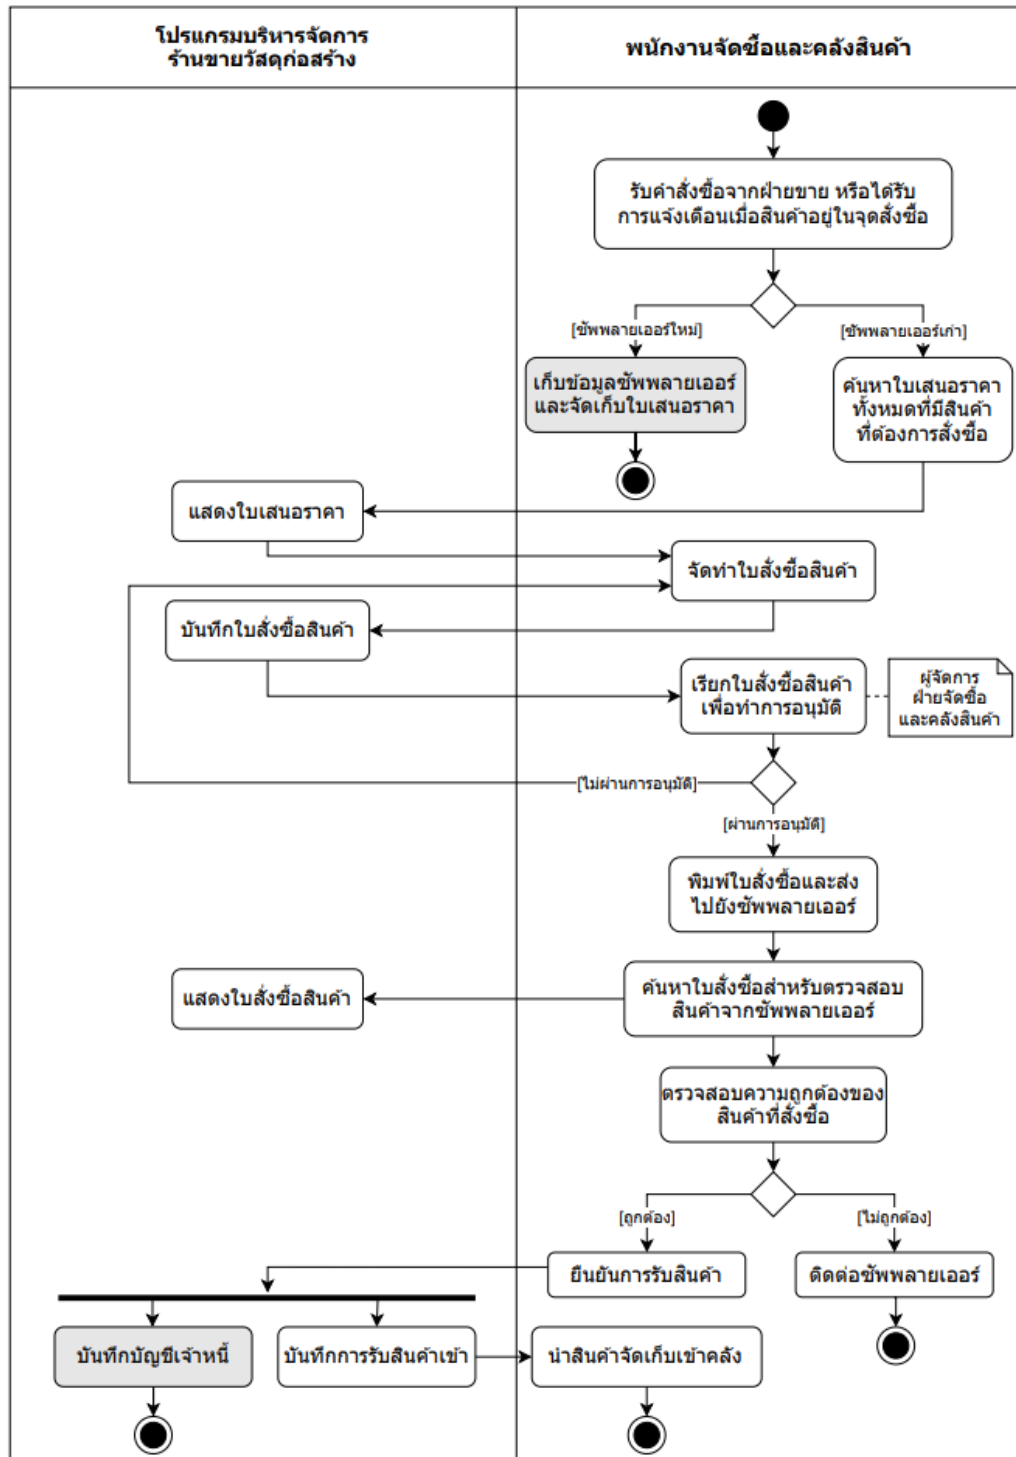 โปรแกรมบริหารจัดการ
ร้านขายวัสดุก่อสร้าง
พนักงานจัดซื้อและคลังสินค้า
รับคำสั่งซื้อจากฝ่ายขาย หรือได้รับ
การแจ้งเตือนเมื่อสินค้าอยู่ในจุดสั่งซื้อ
[ซัพพลายเออร์ใหม่]
[ซัพพลายเออร์เก่า]
เก็บข้อมูลซัพพลายเออร์
และจัดเก็บใบเสนอราคา
ค้นหาใบเสนอราคา
ทั้งหมดที่มีสินค้า
ที่ต้องการสั่งซื้อ
แสดงใบเสนอราคา
จัดทำใบสั่งซื้อสินค้า
บันทึกใบสั่งซื้อสินค้า
เรียกใบสั่งซื้อสินค้า
เพื่อทำการอนุมัติ
ผู้จัดการ
ฝ่ายจัดซื้อ
และคลังสินค้า
[ไม่ผ่านการอนุมัติ]
[ผ่านการอนุมัติ]
พิมพ์ใบสั่งซื้อและส่ง
ไปยังซัพพลายเออร์
แสดงใบสั่งซื้อสินค้า
ค้นหาใบสั่งซื้อสำหรับตรวจสอบ
สินค้าจากซัพพลายเออร์
ตรวจสอบความถูกต้องของ
สินค้าที่สั่งซื้อ
[ถูกต้อง]
[ไม่ถูกต้อง]
ยืนยันการรับสินค้า
ติดต่อซัพพลายเออร์
บันทึกบัญชีเจ้าหนี้
บันทึกการรับสินค้าเข้า
นำสินค้าจัดเก็บเข้าคลัง